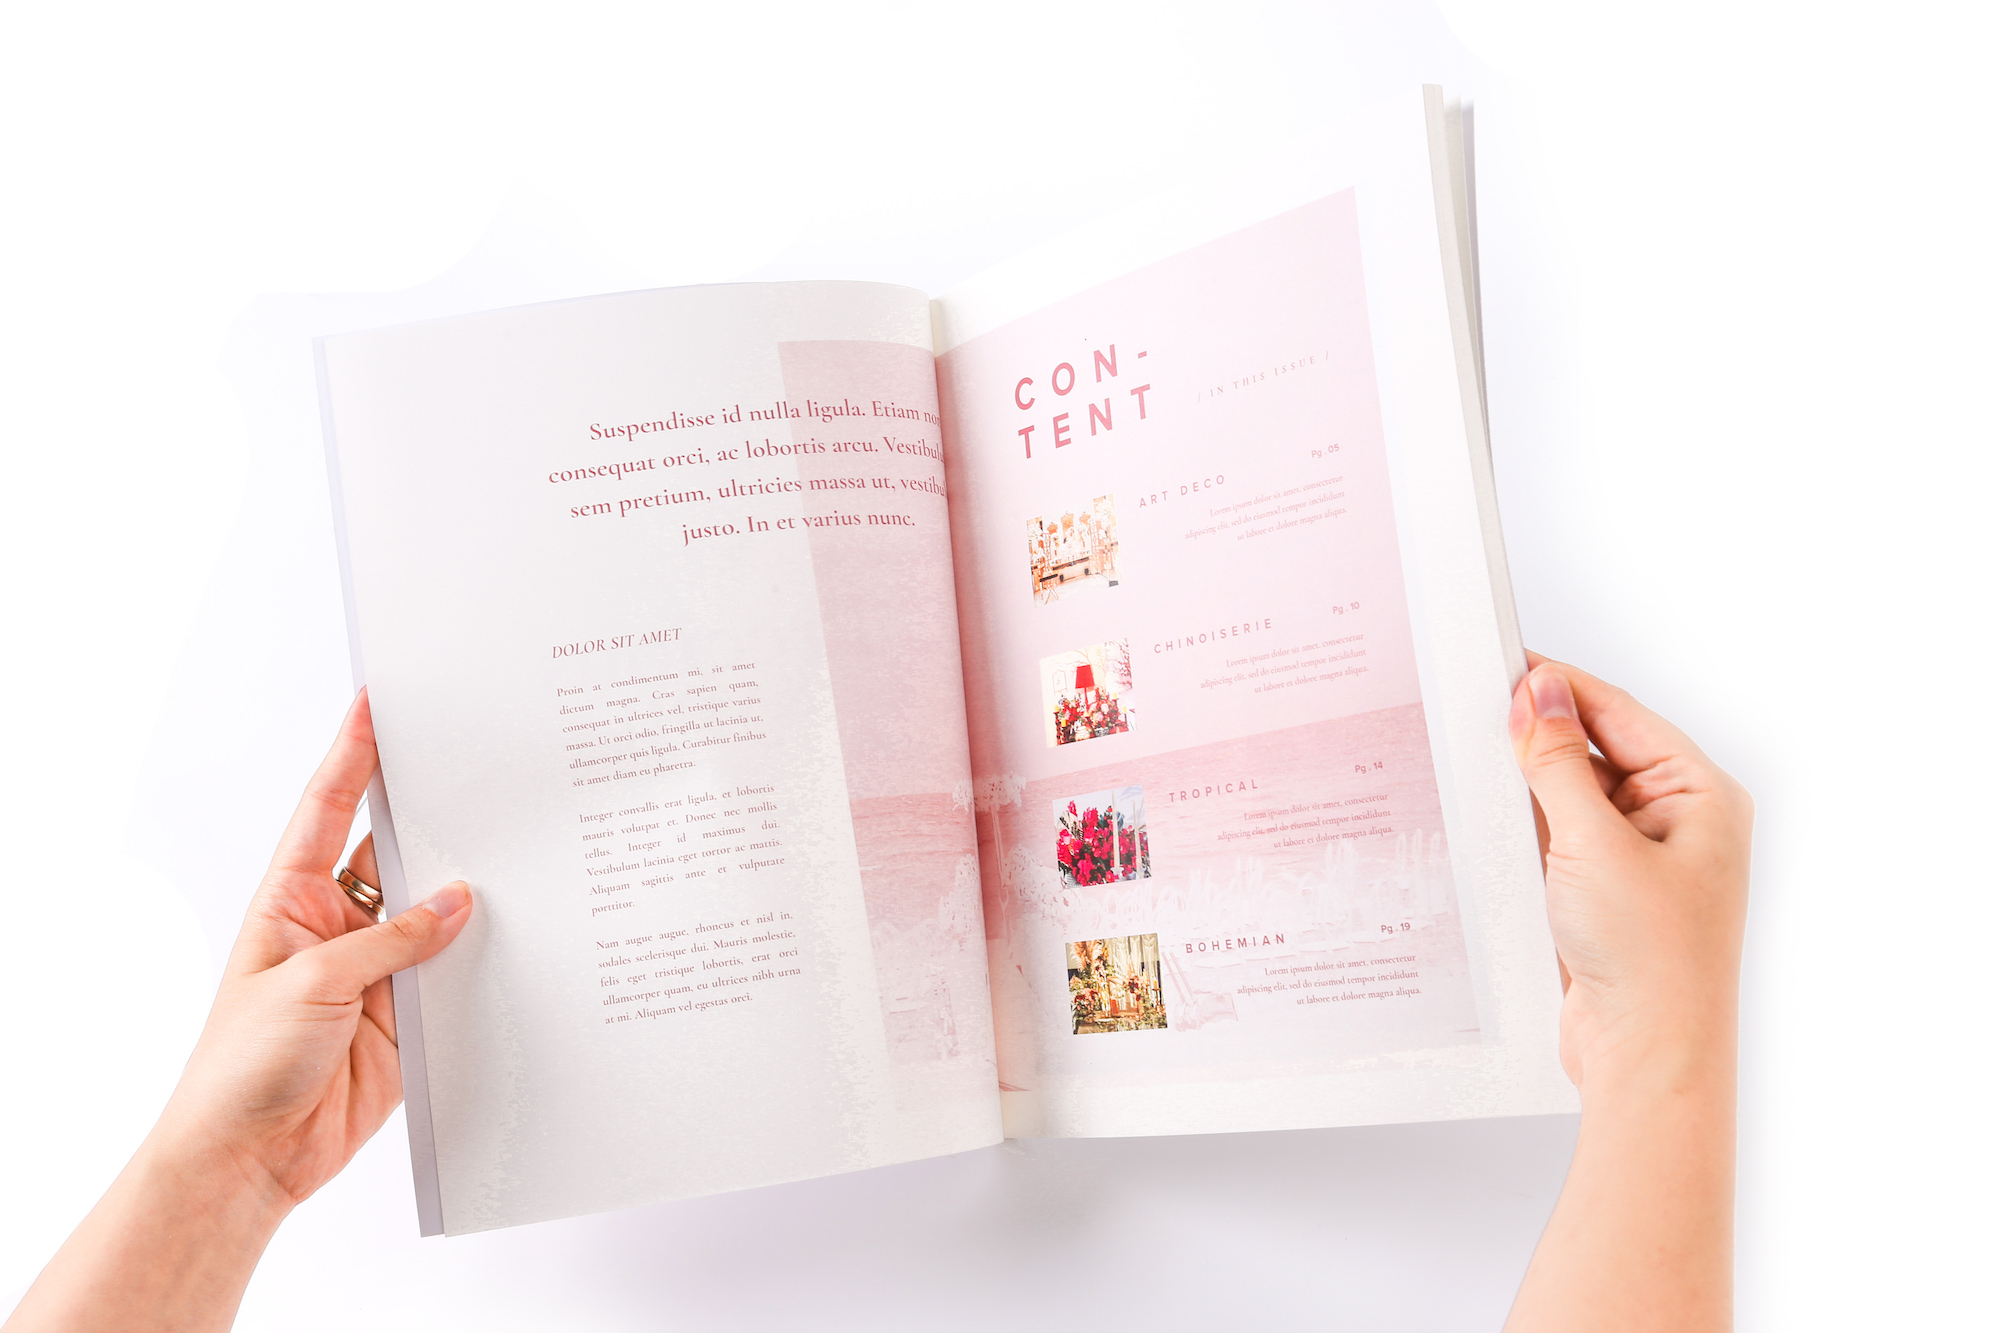 Suspendisse id nulla ligula. Etiam non
consequat orci, ac lobortis arcu.
sem pretium, ultricies massa ut,
justo. In et varius nunc.
DOLOR SIT AMET
Proin at condimentum mi, sit amet
dictum magna. Cras sapien quam,
consequat in ultrices vel, tristique varius
massa. Ut orci odio, fringilla ut lacinia ut,
ullamcorper quis ligula. Curabitur finibus
sit amet diam eu pharetra.
Integer convallis erat ligula, et lobortis
mauris volutpat et. Donec nec mollis
tellus. Integer id maximus dui.
Vestibulum lacinia eget tortor ac mattis.
Aliquam sagittis ante et vulputate
porttitor.
Nam augue augue, rhoncus et nisl in,
sodales scelerisque dui. Mauris molestie,
felis eget tristique lobortis, erat orci
ullamcorper quam, eu ultrices nibh urna
at mi. Aliquam vel egestas orci.
CON-
TENT
/ IN THIS ISSUE /
Pg. 05
ART DECO
Lorem ipsum dolor sit amet, consectetur
adipiscing elit, sed do eiusmod tempor incididunt
ut labore et dolore magna aliqua.
Pg. 10
CHINOISERIE
Lorem ipsum dolor sit amet, consectetur
adipiscing elit, sed do eiusmod tempor incididunt
ut labore et dolore magna aliqua.
Pg. 14
TROPICAL
Lorem ipsum dolor sit amet, consectetur
adipiscing elit, sed do eiusmod tempor incididunt
ut labore et dolore magna aliqua.
Pg. 19
BOHEMIAN
Lorem ipsum dolor sit amet, consectetur
adipiscing elit, sed do eiusmod tempor incididunt
ut labore et dolore magna aliqua.